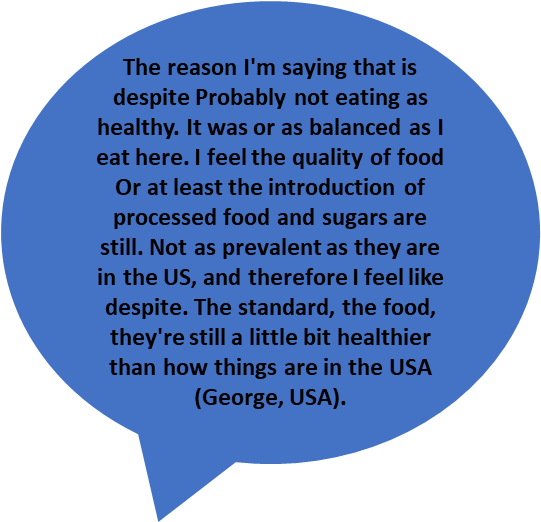 The reason I'm saying that is
despite Probably not eating as
healthy. It was or as balanced as I
eat here. I feel the quality of food
Or at least the introduction of
processed food and sugars are
still. Not as prevalent as they are
in the US, and therefore I feel like
despite. The standard, the food,
they're still a little bit healthier
than how things are in the USA
(George, USA).